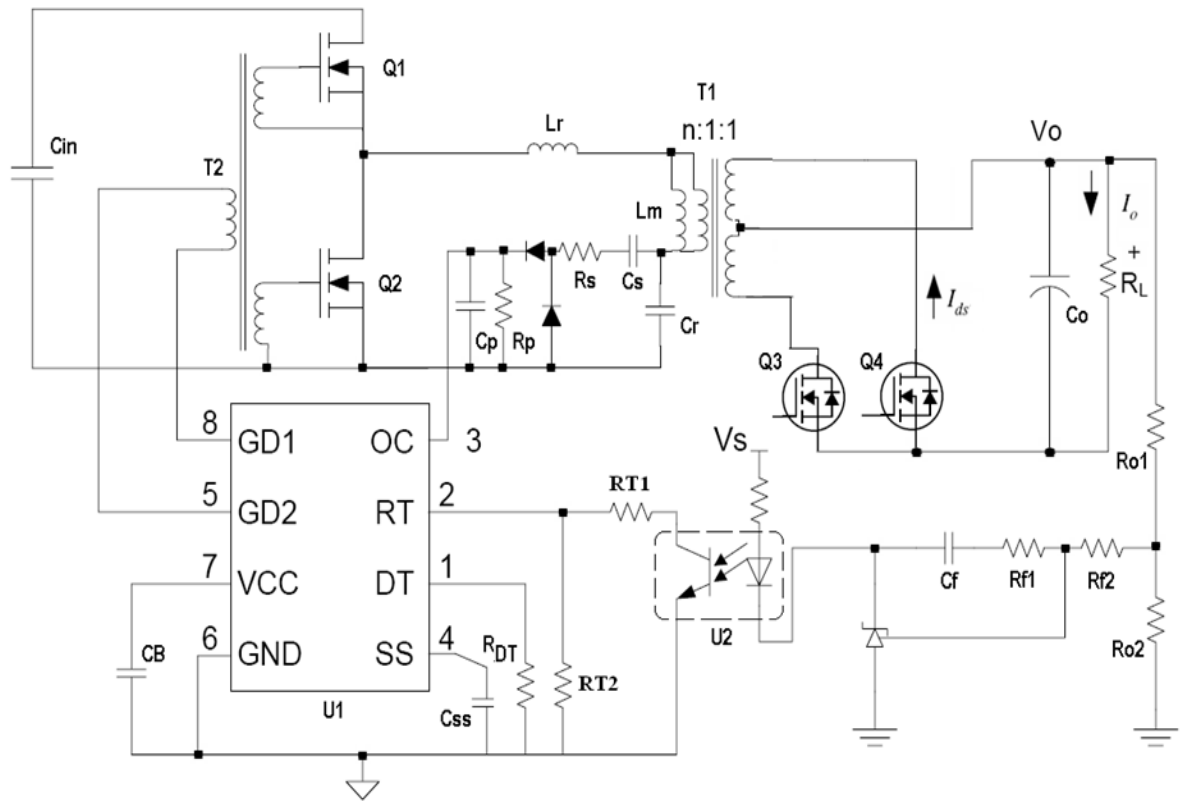 Q1
T1
n:1:1
Lr
Vo
Cin
T2
Io
Lm
+
RL
Q2
Rs
Cs
Ids
Co
Cp
Rp
Cr
Q3
Q4
8
GD1
OC
3
Vs
Ro1
5
GD2
RT
2
RT1
7
VCC
DT
1
Cf
Rf1
Rf2
6
GND
SS
4
RDT
U2
CB
RT2
Ro2
U1
Css